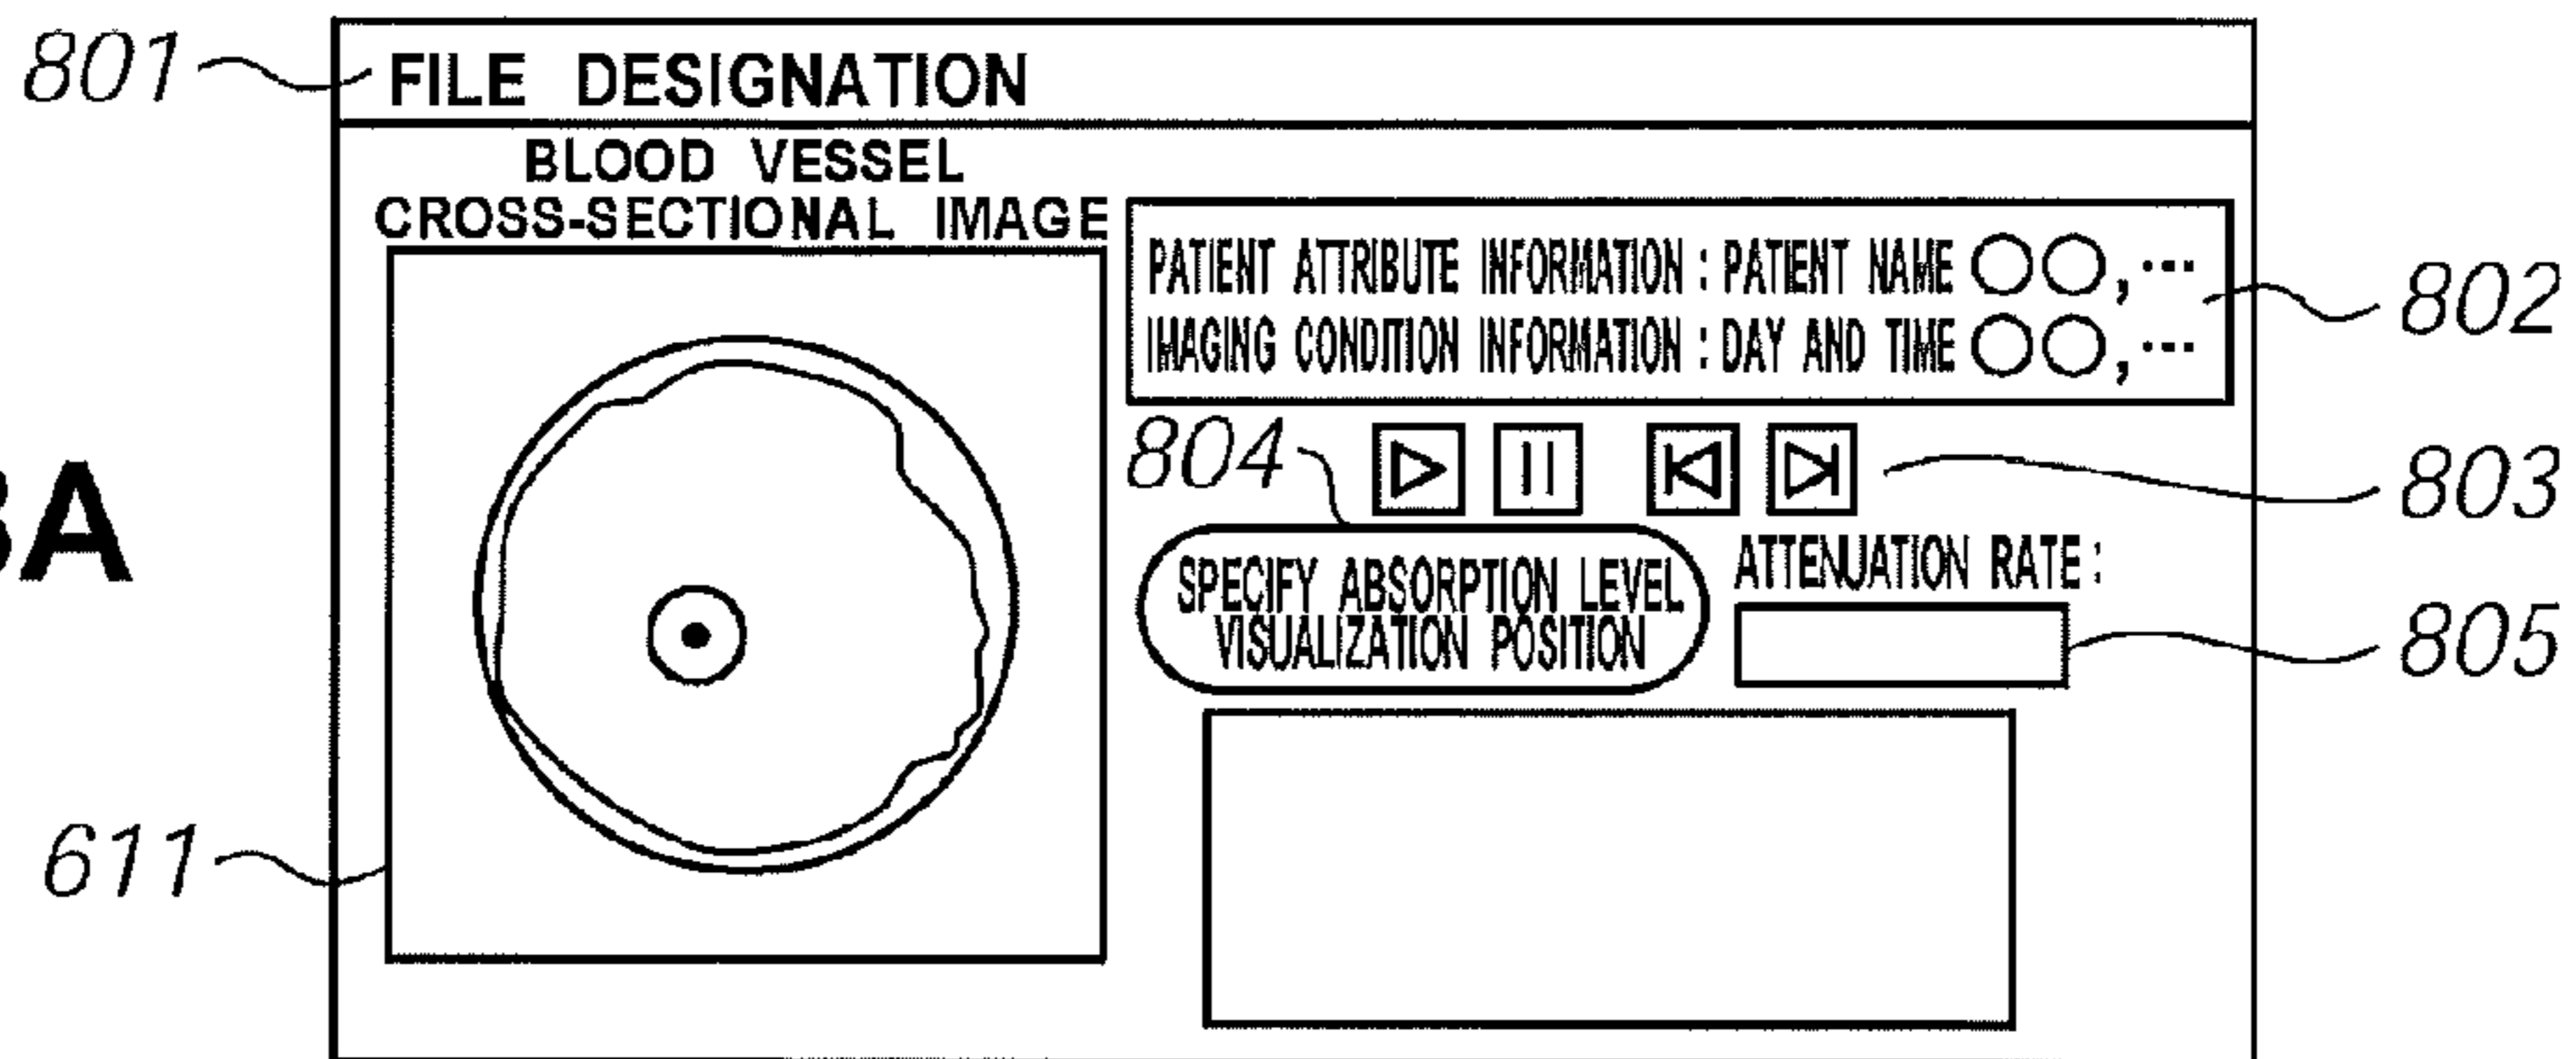 801 FILE DESIGNATION
BLOOD VESSEL
CROSS-SECTIONAL IMAGE
PATIENT ATTRIBUTE INFORMATION : PATIENT NAME ○○,...
IMAGING CONDITION INFORMATION : DAY AND TIME ○○,...
802
804
803
SPECIFY ABSORPTION LEVEL
VISUALIZATION POSITION
ATTENUATION RATE :
805
611